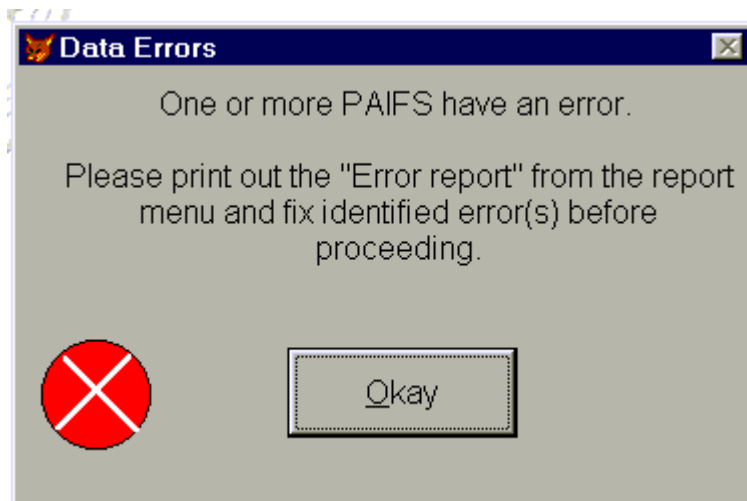 Data Errors
One or more PAIFS have an error.
Please print out the "Error report" from the report
menu and fix identified error(s) before
proceeding.
Okay